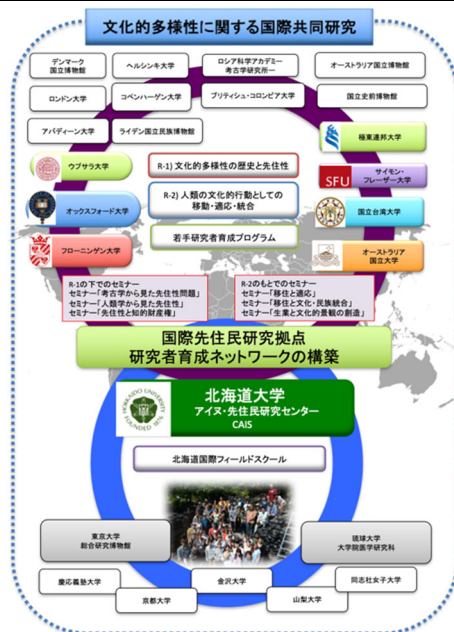 文化的多様性に関する国際共同研究
デンマーク
国立博物館
ヘルシンキ大学
ロシア科学アカデミー
考古学研究所ー
オーストラリア国立博物館
ロンドン大学
コペンハーゲン大学
ブリティシュ・コロンビア大学
国立史前博物館
アバディーン大学
ライデン国立民族博物館
極東連邦大学
ウプサラ大学
R-1) 文化的多様性の歴史と先住性
SFU
サイモン・
フレーザー大学
オックスフォード大学
R-2) 人類の文化的行動としての
移動・適応・統合
国立台湾大学
若手研究者育成プログラム
フローニンゲン大学
オーストラリア
国立大学
R-1の下でのセミナー
セミナー「考古学から見た先住性問題」
セミナー「人類学から見た先住性」
セミナー「先住性と知的財産権」
R-2のもとでのセミナー
セミナー「移住と適応」
セミナー「移住と文化・民族統合」
セミナー「生業と文化的景観の創造」
国際先住民研究拠点
研究者育成ネットワークの構築
HOKKAIDO UNIVERSITY
FOUNDED 1876
北海道大学
アイヌ・先住民研究センター
CAIS
北海道国際フィールドスクール
東京大学
総合研究博物館
琉球大学
大学院医学研究科
慶応義塾大学
金沢大学
同志社女子大学
京都大学
山梨大学